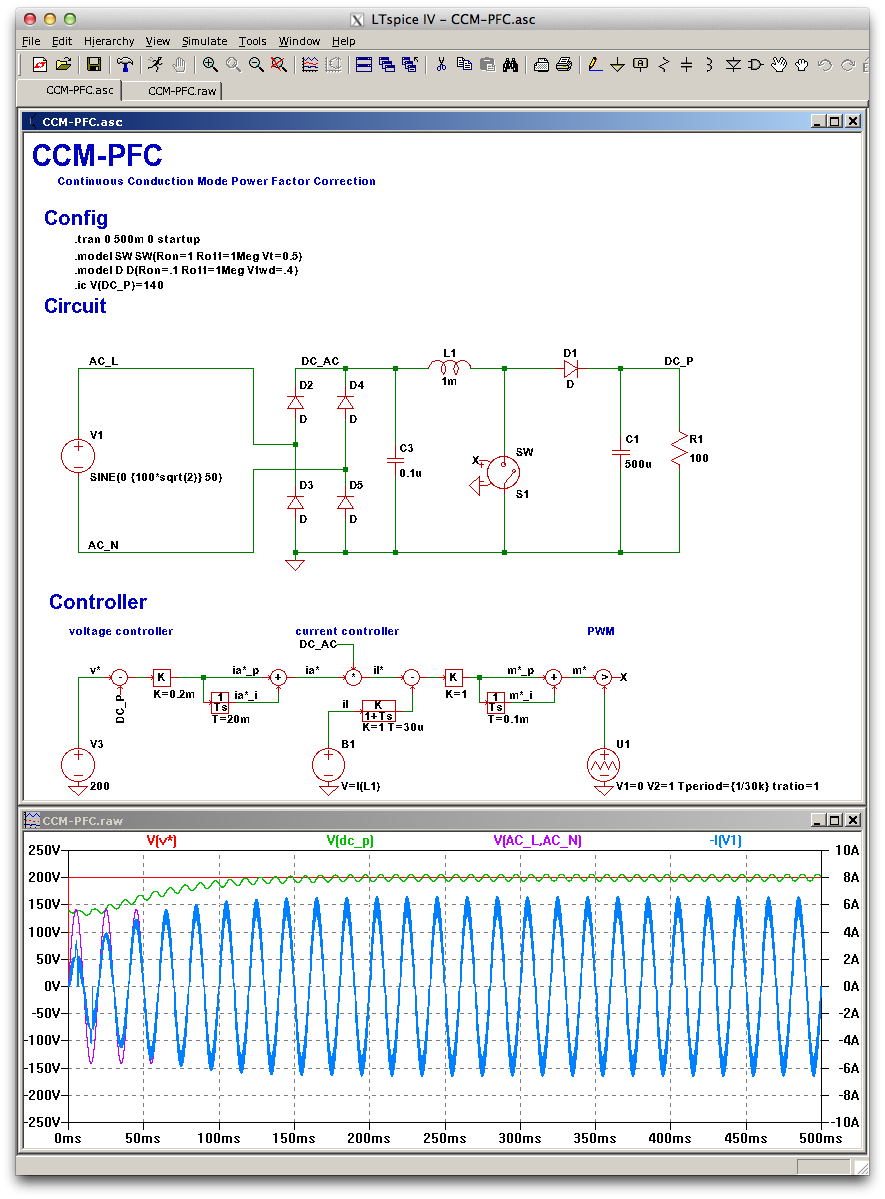 LTspice IV - CCM-PFC.asc
File Edit Hierarchy View Simulate Tools Window Help
CCM-PFC.asc CCM-PFC.raw
CCM-PFC.asc
CCM-PFC
Continuous Conduction Mode Power Factor Correction
Config
.tran 0 500m 0 startup
.model SW SW(Ron=1 Roff=1Meg Vt=0.5)
.model D D(Ron=.1 Roff=1Meg Vfwd=.4)
.ic V(DC_P)=140
Circuit
AC_L DC_AC L1 D1 DC_P
1m D
D2 D4
D D
V1 C3 SW C1 R1
X
SINE(0 {100*sqrt(2)} 50) 0.1u 500u 100
D3 D5 S1
D D
AC_N
Controller
voltage controller current controller PWM
DC_AC
v* - K ia*_p + ia* * il* - K m*_p + m* > X
K=0.2m K=1
DC_P 1 Ts ia*_i il K 1+Ts 1 Ts m*_i
T=20m K=1 T=30u T=0.1m
V3 B1 U1
200 V=I(L1) V1=0 V2=1 Tperiod={1/30k} tratio=1
CCM-PFC.raw
V(v*) V(dc_p) V(AC_L,AC_N) -I(V1)
250V 10A
200V 8A
150V 6A
100V 4A
50V 2A
0V 0A
-50V -2A
-100V -4A
-150V -6A
-200V -8A
-250V -10A
0ms 50ms 100ms 150ms 200ms 250ms 300ms 350ms 400ms 450ms 500ms